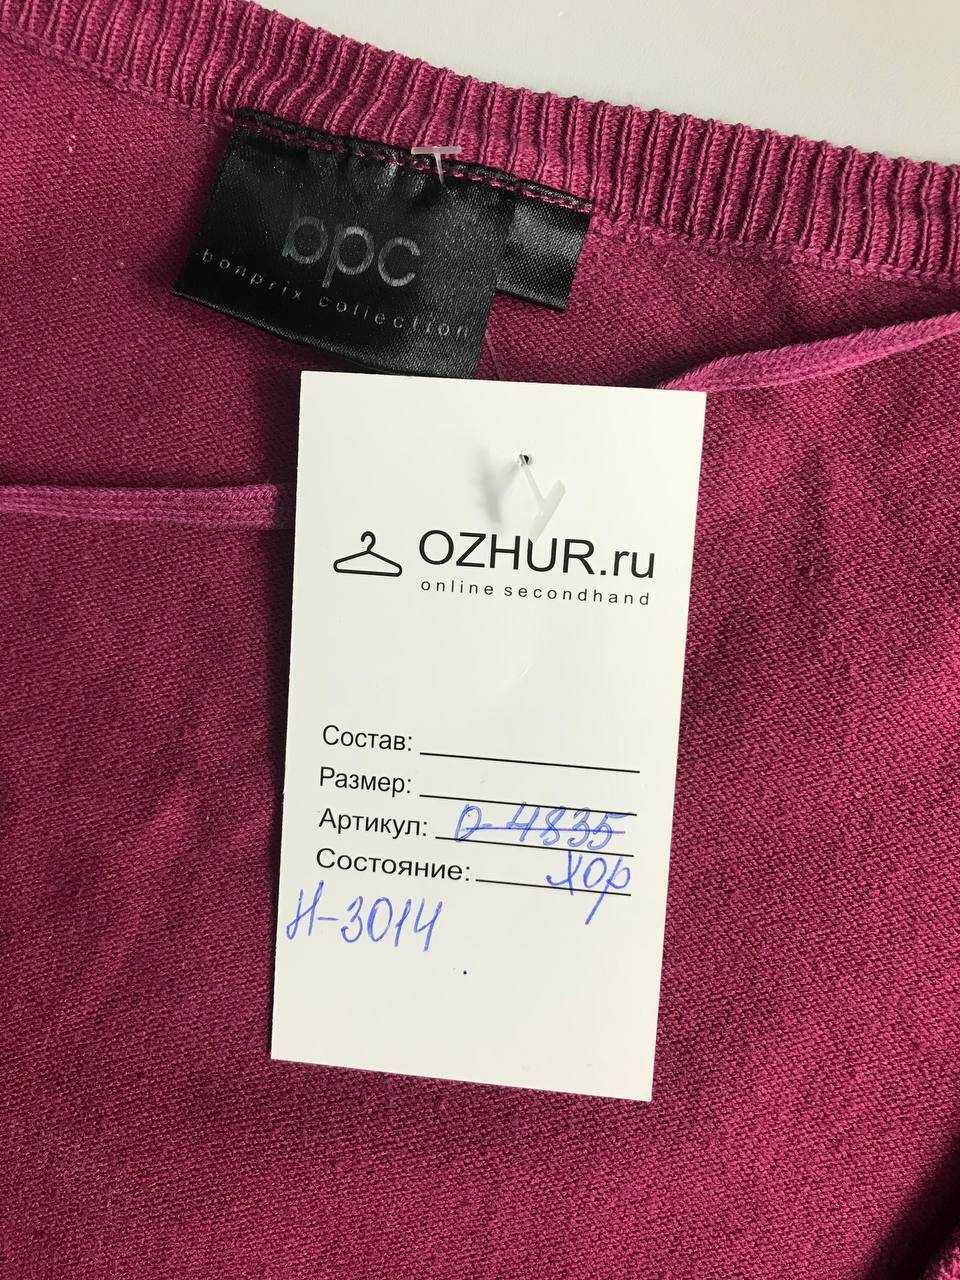 bpc
bonprix collection
OZHUR.ru
online secondhand
Состав:
Размер:
Артикул: О-4835
Состояние: Хор
Н-3014